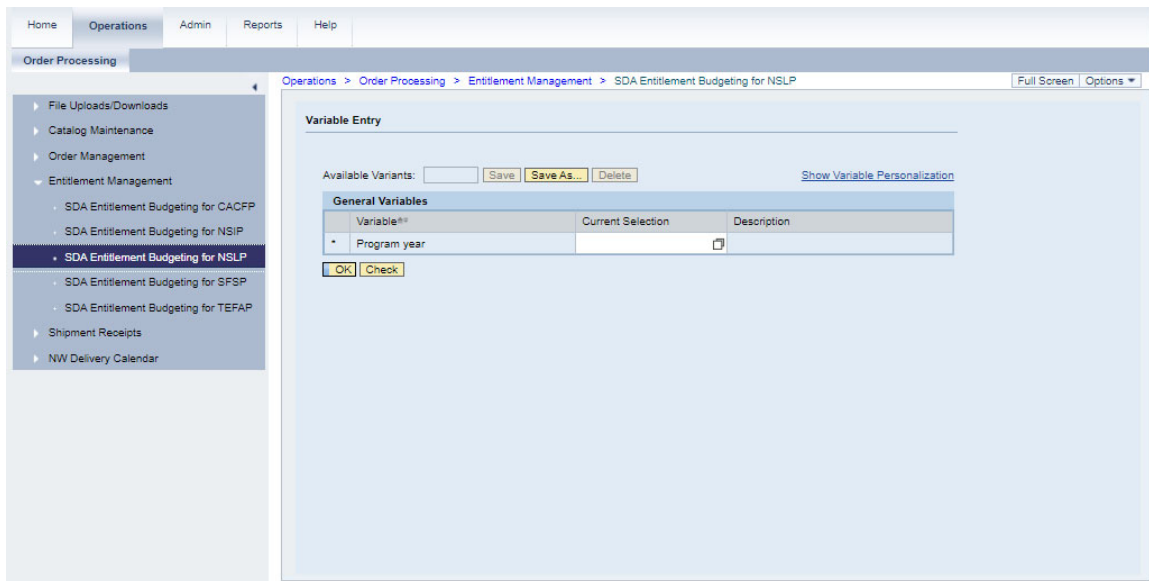 Home Operations Admin Reports Help
Order Processing
Operations > Order Processing > Entitlement Management > SDA Entitlement Budgeting for NSLP Full Screen Options
File Uploads/Downloads
Catalog Maintenance
Order Management
Entitlement Management
SDA Entitlement Budgeting for CACFP
SDA Entitlement Budgeting for NSIP
SDA Entitlement Budgeting for NSLP
SDA Entitlement Budgeting for SFSP
SDA Entitlement Budgeting for TEFAP
Shipment Receipts
NW Delivery Calendar
Variable Entry
Available Variants: Save Save As... Delete Show Variable Personalization
General Variables
Variable Current Selection Description
* Program year
OK Check